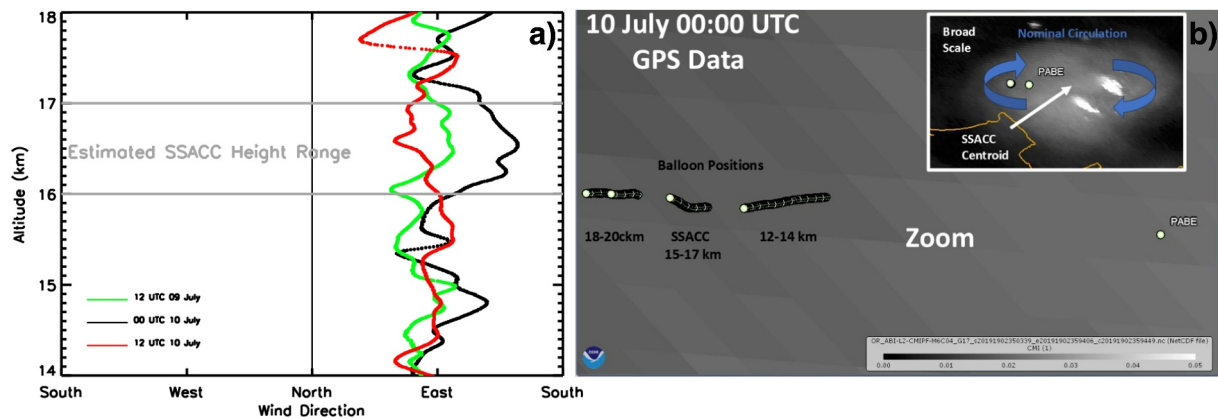 a)
18
17
16
15
14
Altitude (km)
Estimated SSACC Height Range
12 UTC 09 July
00 UTC 10 July
12 UTC 10 July
South
West
North
East
South
Wind Direction
10 July 00:00 UTC
GPS Data
b)
Broad
Scale
Nominal Circulation
PABE
SSACC
Centroid
Balloon Positions
18-20ckm
SSACC
15-17 km
12-14 km
Zoom
PABE
OR_ABI-L2-CMIPF-M6C04_G17_s20191902350339_e20191902359406_c20191902359449.nc (NetCDF file)
CMI (1)
0.00
0.01
0.02
0.03
0.04
0.05